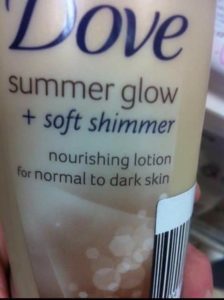 Dove
summer glow
+ soft shimmer
nourishing lotion
for normal to dark skin